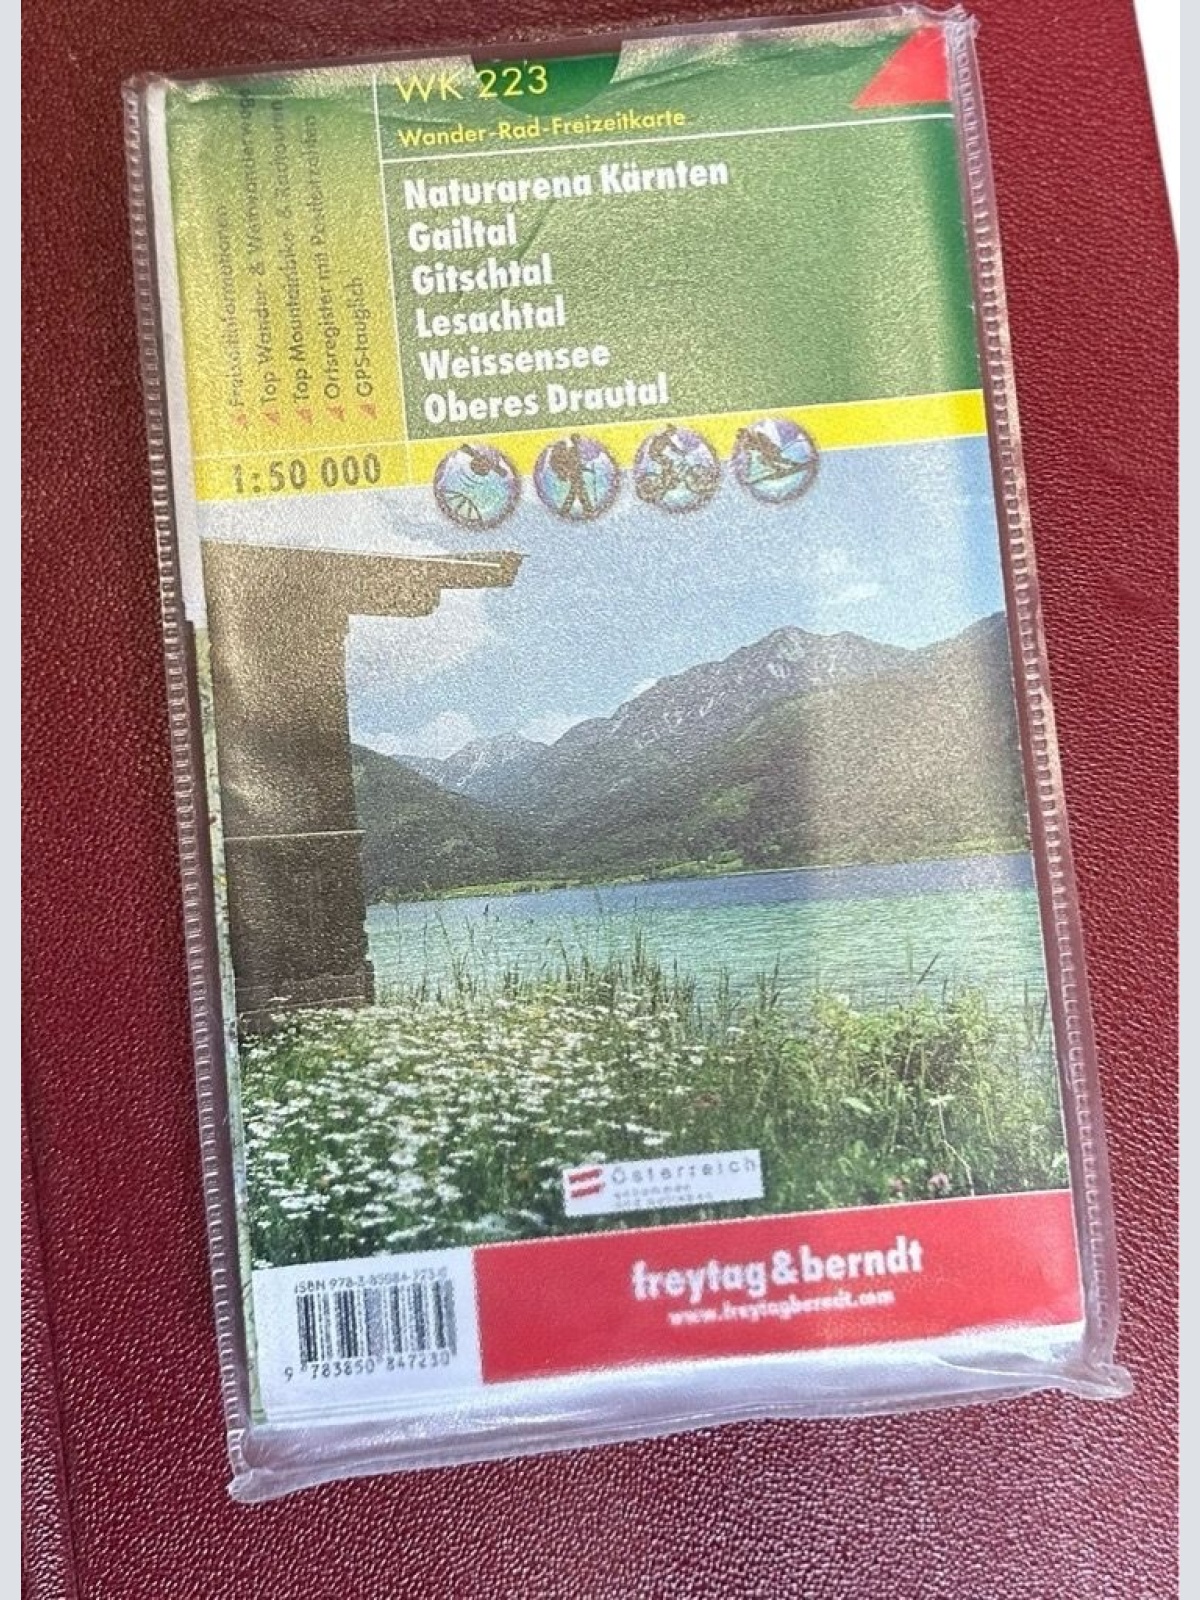 WK 223
Wander-Rad-Freizeitkarte
Naturarena Kärnten
Gailtal
Gitschtal
Lesachtal
Weissensee
Oberes Drautal
Freizeitinformationen
Top Wander- & Weitwanderwege
Top Mountainbike- & Radrouten
Ortsregister mit Postleitzahlen
GPS-tauglich
1:50 000
Österreich
freytag&berndt
www.freytagberndt.com
ISBN 978-3-85084-723-0
9 783850 847230